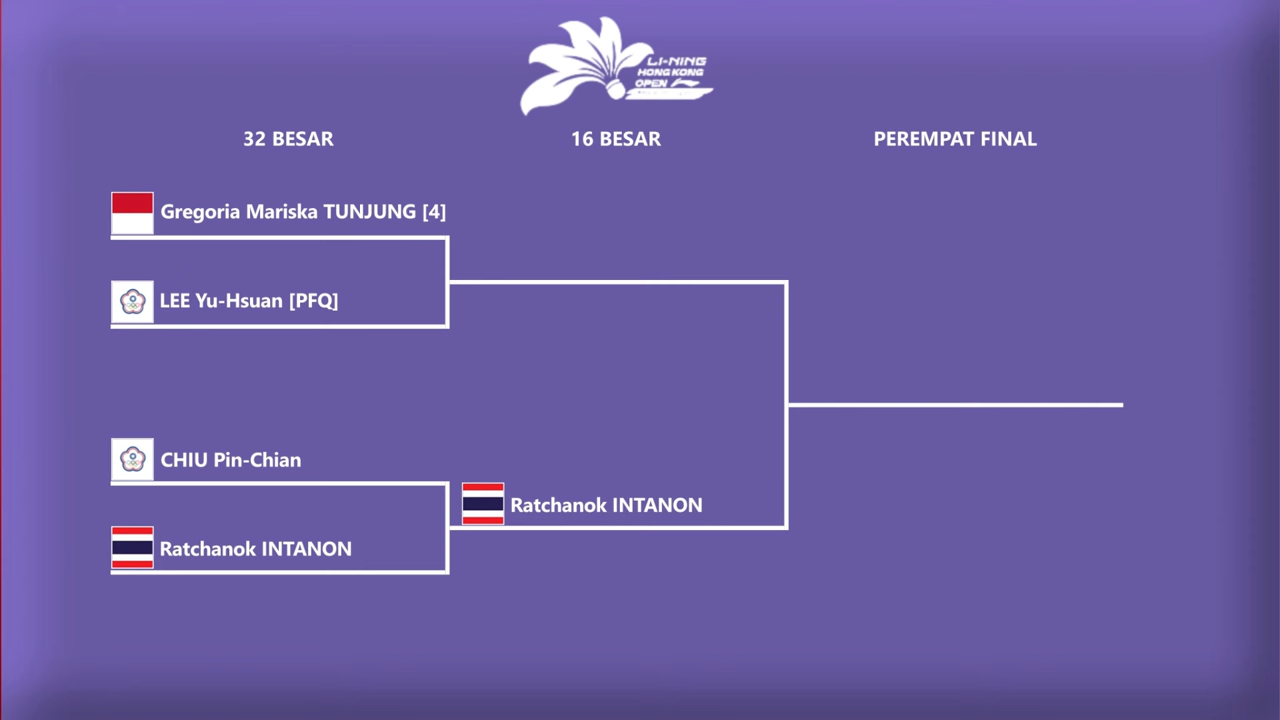 LI-NING
HONG KONG
OPEN
32 BESAR
16 BESAR
PEREMPAT FINAL
Gregoria Mariska TUNJUNG [4]
LEE Yu-Hsuan [PFQ]
CHIU Pin-Chian
Ratchanok INTANON
Ratchanok INTANON